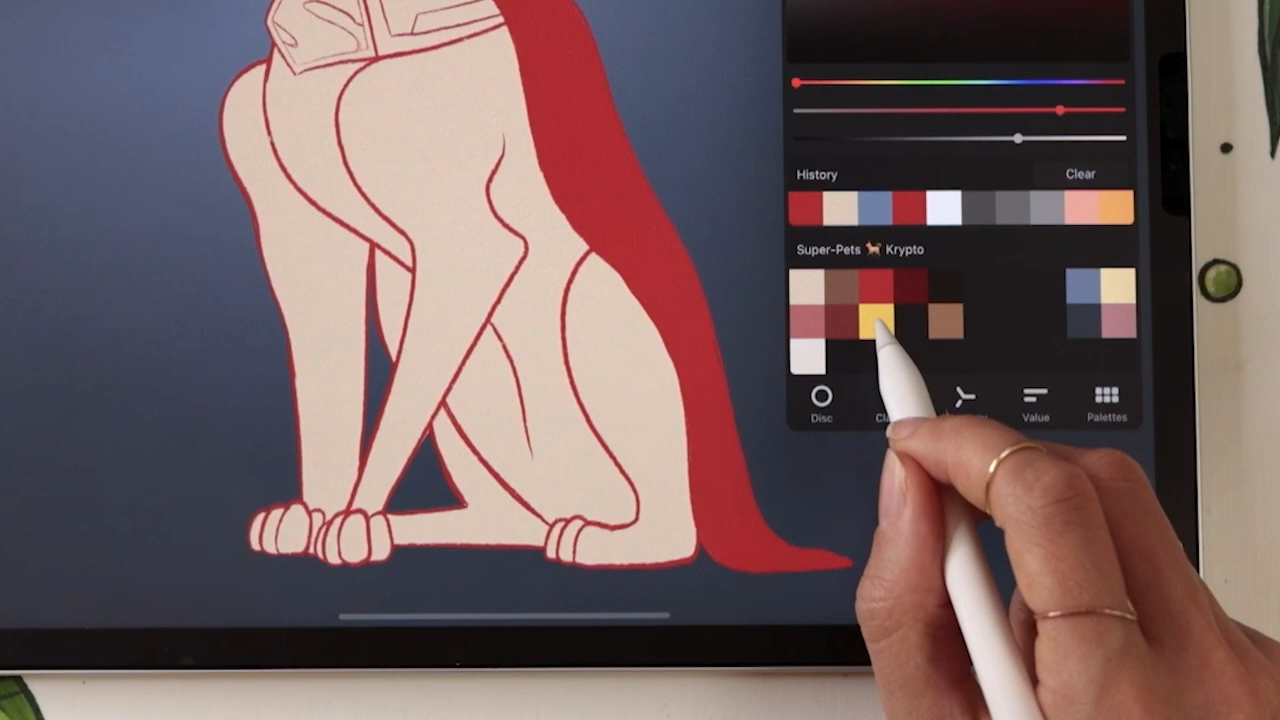 History
Clear
Super-Pets 🐕 Krypto
Disc
Value
Palettes